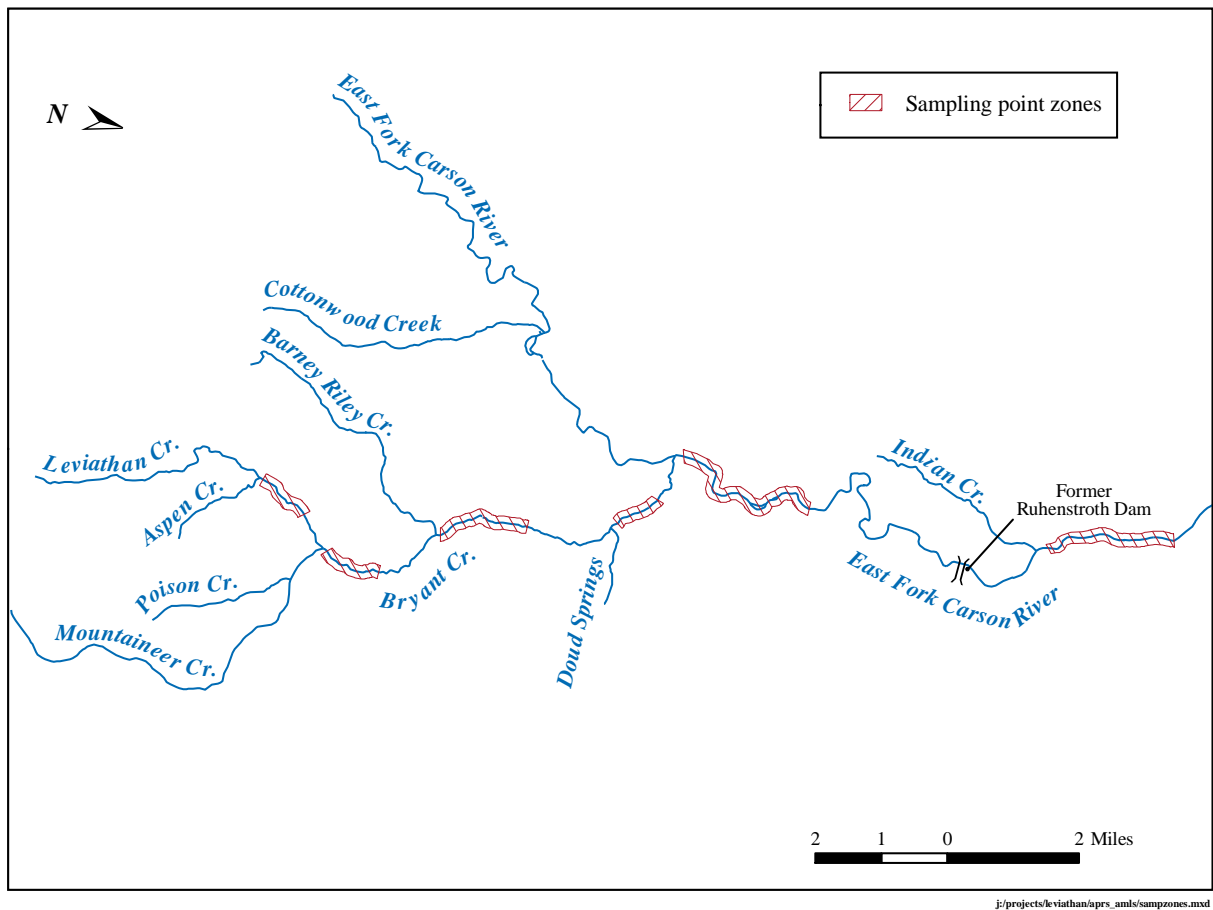 East Fork Carson River
N
Sampling point zones
Cottonwood Creek
Barney Riley Cr.
Leviathan Cr.
Aspen Cr.
Indian Cr.
Former
Ruhenstroth Dam
Poison Cr.
Bryant Cr.
East Fork Carson River
Mountaineer Cr.
Doud Springs
2 1 0 2 Miles
j:/projects/leviathan/aprs_amls/sampzones.mxd